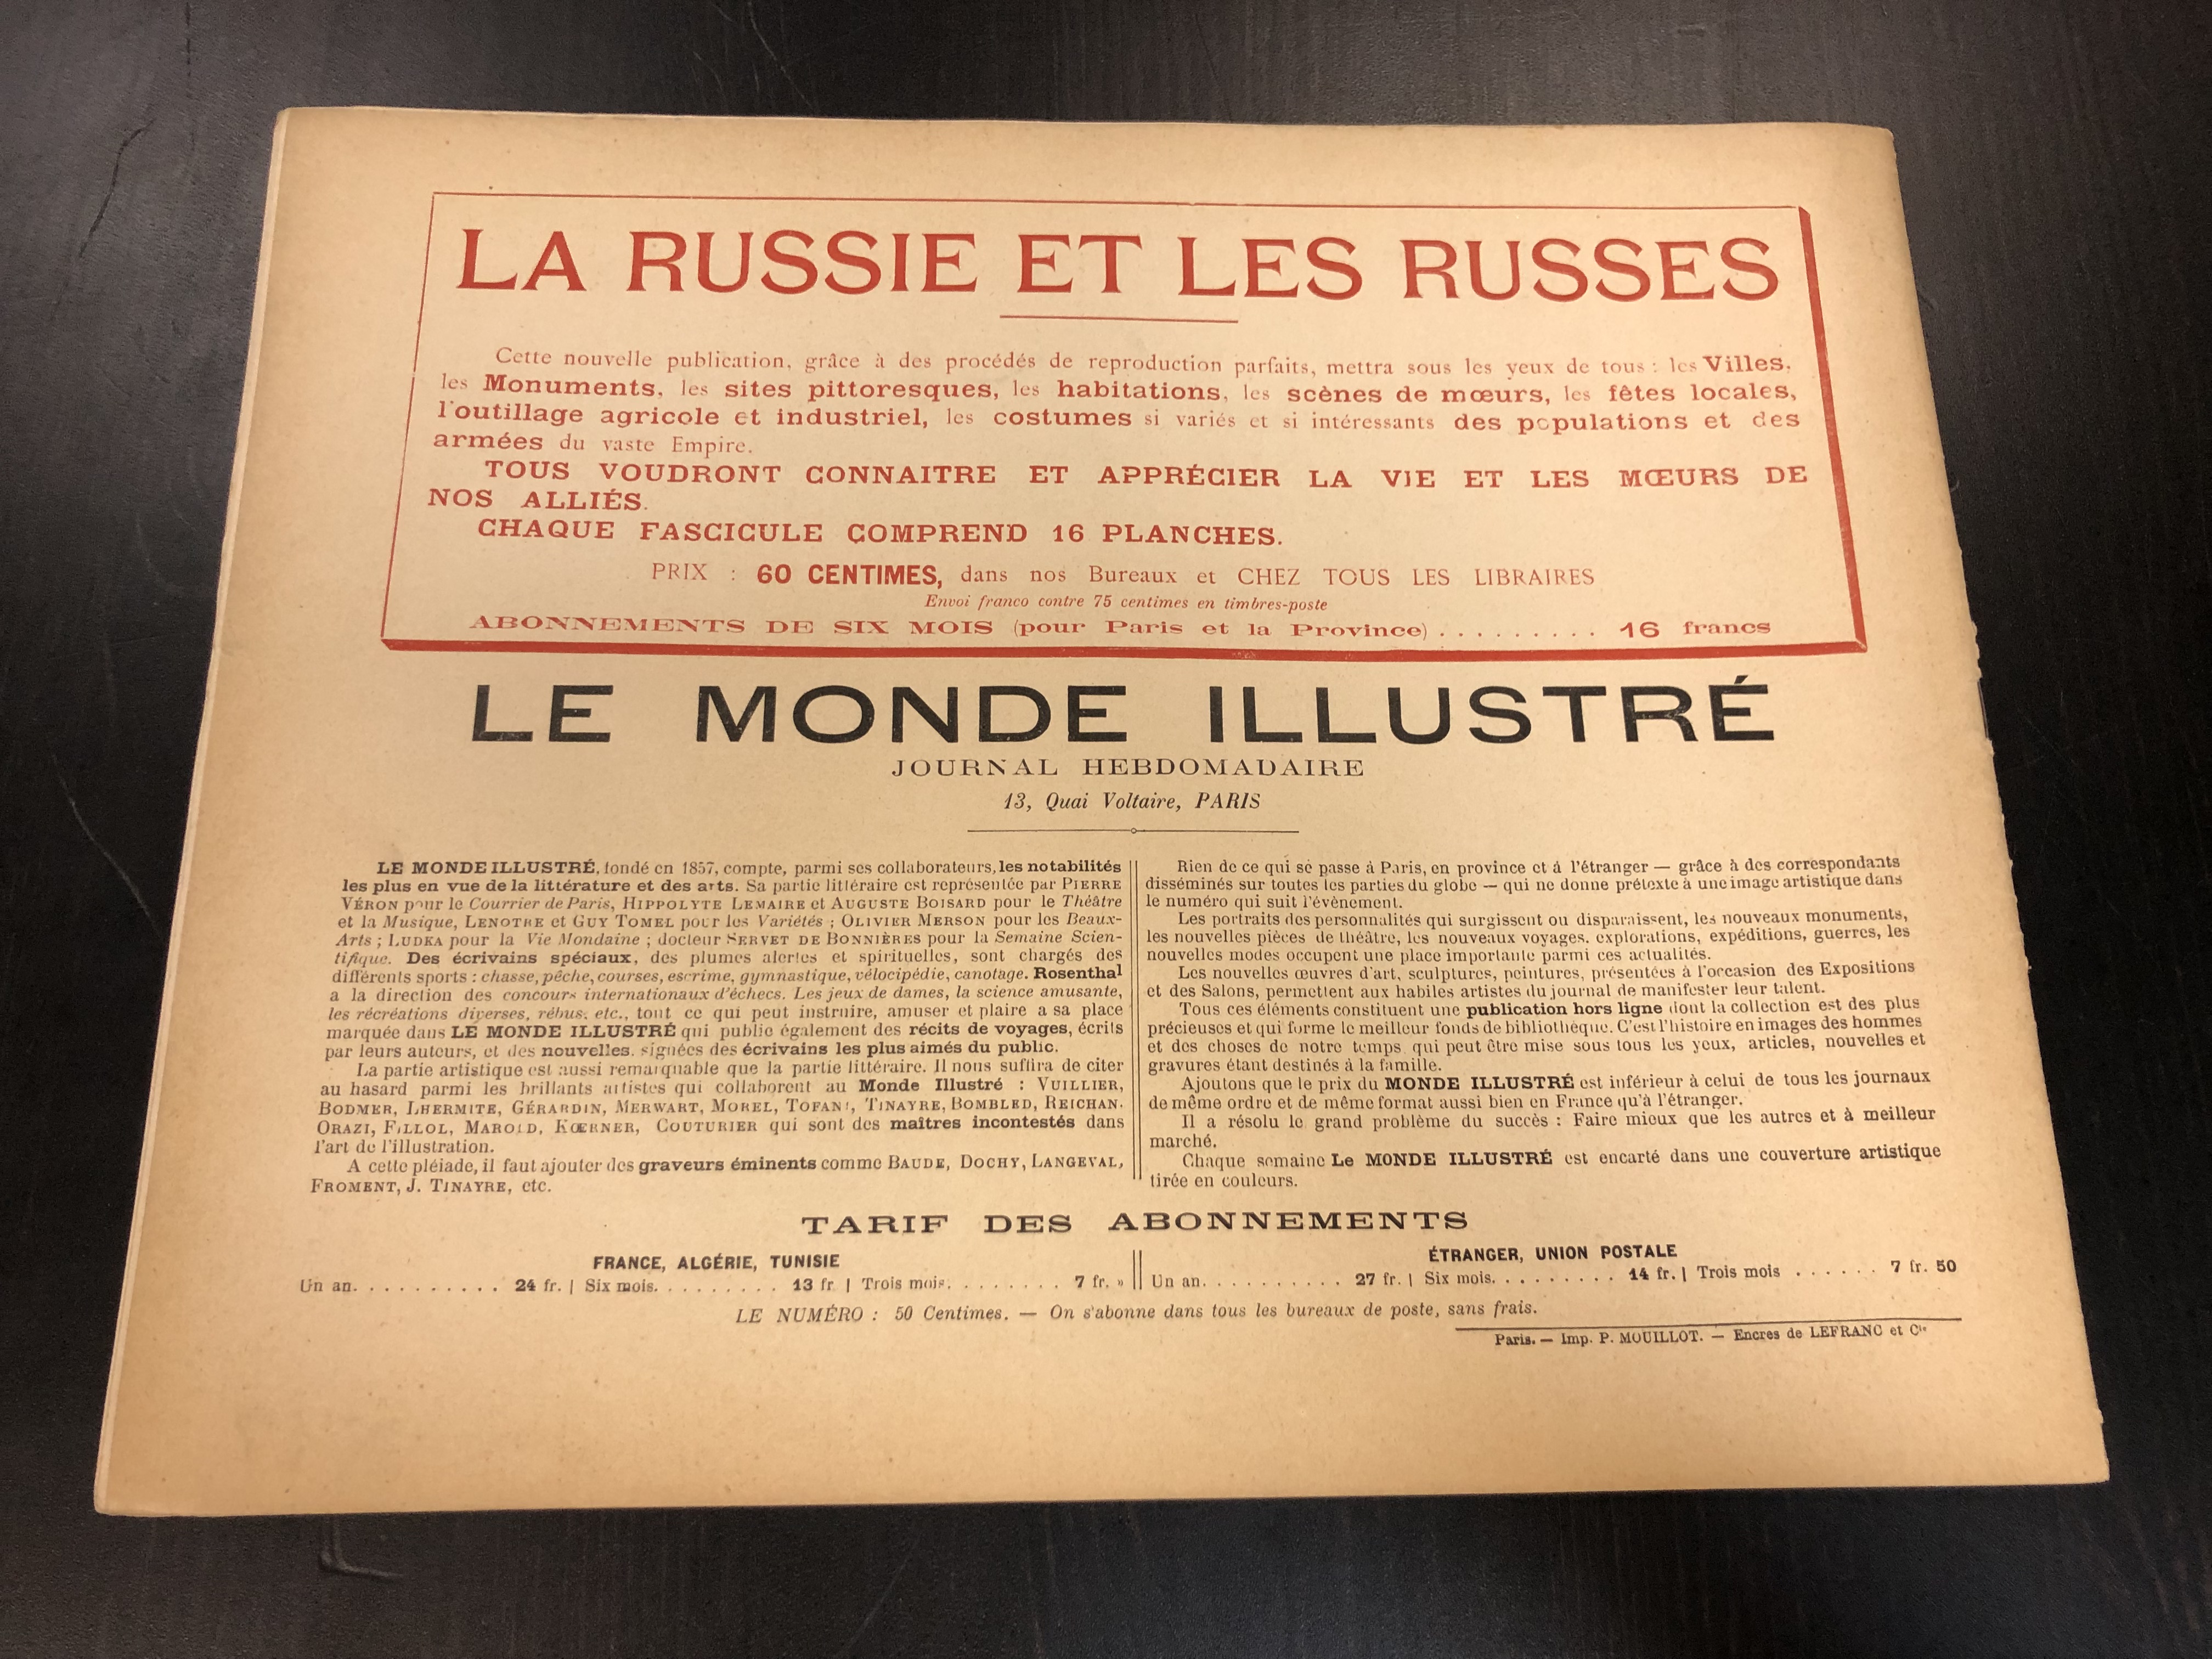 LA RUSSIE ET LES RUSSES
Cette nouvelle publication, grâce à des procédés de reproduction parfaits, mettra sous les yeux de tous : les Villes,
les Monuments, les sites pittoresques, les habitations, les scènes de mœurs, les fêtes locales,
l'outillage agricole et industriel, les costumes si variés et si intéressants des populations et des
armées du vaste Empire.
TOUS VOUDRONT CONNAITRE ET APPRÉCIER LA VIE ET LES MŒURS DE
NOS ALLIÉS.
CHAQUE FASCICULE COMPREND 16 PLANCHES.
PRIX : 60 CENTIMES, dans nos Bureaux et CHEZ TOUS LES LIBRAIRES
Envoi franco contre 75 centimes en timbres-poste
ABONNEMENTS DE SIX MOIS (pour Paris et la Province) . . . . . . . . . 16 francs
LE MONDE ILLUSTRÉ
JOURNAL HEBDOMADAIRE
13, Quai Voltaire, PARIS
LE MONDE ILLUSTRÉ, fondé en 1857, compte, parmi ses collaborateurs, les notabilités
les plus en vue de la littérature et des arts. Sa partie littéraire est représentée par PIERRE
VÉRON pour le Courrier de Paris, HIPPOLYTE LEMAIRE et AUGUSTE BOISARD pour le Théâtre
et la Musique, LENOTRE et GUY TOMEL pour les Variétés ; OLIVIER MERSON pour les Beaux-
Arts ; LUDKA pour la Vie Mondaine ; docteur SERVET DE BONNIÈRES pour la Semaine Scien-
tifique. Des écrivains spéciaux, des plumes alertes et spirituelles, sont chargés des
différents sports : chasse, pêche, courses, escrime, gymnastique, vélocipédie, canotage. Rosenthal
a la direction des concours internationaux d'échecs. Les jeux de dames, la science amusante,
les récréations diverses, rébus, etc., tout ce qui peut instruire, amuser et plaire a sa place
marquée dans LE MONDE ILLUSTRÉ qui publie également des récits de voyages, écrits
par leurs auteurs, et des nouvelles, signées des écrivains les plus aimés du public.
La partie artistique est aussi remarquable que la partie littéraire. Il nous suffira de citer
au hasard parmi les brillants artistes qui collaborent au Monde Illustré : VUILLIER,
BODMER, LHERMITE, GÉRARDIN, MERWART, MOREL, TOFANI, TINAYRE, BOMBLED, REICHAN.
ORAZI, FILLOL, MAROLD, KŒRNER, COUTURIER qui sont des maîtres incontestés dans
l'art de l'illustration.
A cette pléiade, il faut ajouter des graveurs éminents comme BAUDE, DOCHY, LANGEVAL,
FROMENT, J. TINAYRE, etc.
Rien de ce qui se passe à Paris, en province et à l'étranger — grâce à des correspondants
disséminés sur toutes les parties du globe — qui ne donne prétexte à une image artistique dans
le numéro qui suit l'évènement.
Les portraits des personnalités qui surgissent ou disparaissent, les nouveaux monuments,
les nouvelles pièces de théâtre, les nouveaux voyages. explorations, expéditions, guerres, les
nouvelles modes occupent une place importante parmi ces actualités.
Les nouvelles œuvres d'art, sculptures, peintures, présentées à l'occasion des Expositions
et des Salons, permettent aux habiles artistes du journal de manifester leur talent.
Tous ces éléments constituent une publication hors ligne dont la collection est des plus
précieuses et qui forme le meilleur fonds de bibliothèque. C'est l'histoire en images des hommes
et des choses de notre temps qui peut être mise sous tous les yeux, articles, nouvelles et
gravures étant destinés à la famille.
Ajoutons que le prix du MONDE ILLUSTRÉ est inférieur à celui de tous les journaux
de même ordre et de même format aussi bien en France qu'à l'étranger.
Il a résolu le grand problème du succès : Faire mieux que les autres et à meilleur
marché.
Chaque semaine Le MONDE ILLUSTRÉ est encarté dans une couverture artistique
tirée en couleurs.
TARIF DES ABONNEMENTS
FRANCE, ALGÉRIE, TUNISIE
Un an. . . . . . . . . . 24 fr. | Six mois. . . . . . . . . 13 fr | Trois mois. . . . . . . . 7 fr. »
ÉTRANGER, UNION POSTALE
Un an. . . . . . . . . . 27 fr. | Six mois. . . . . . . . . 14 fr. | Trois mois . . . . . . 7 fr. 50
LE NUMÉRO : 50 Centimes. — On s'abonne dans tous les bureaux de poste, sans frais.
Paris. — Imp. P. MOUILLOT. — Encres de LEFRANC et Cie